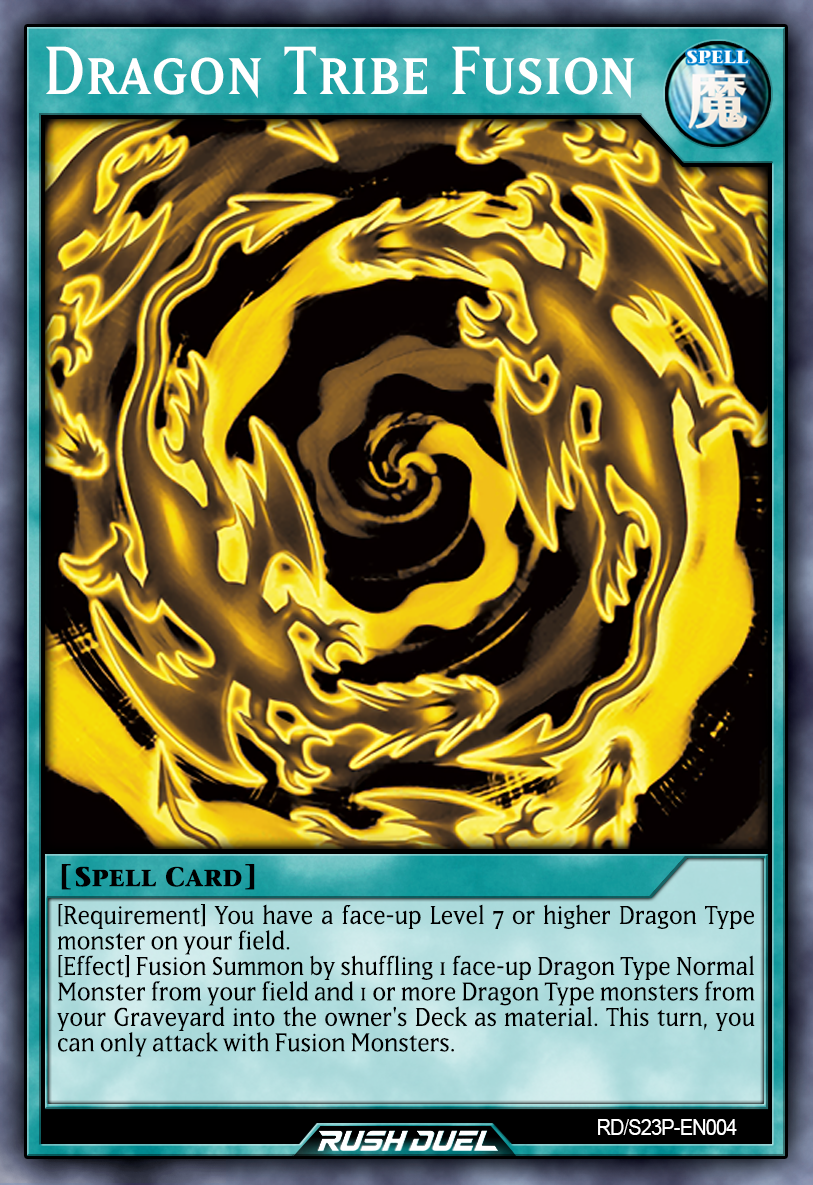 Dragon Tribe Fusion
SPELL
魔
[Spell Card]
[Requirement] You have a face-up Level 7 or higher Dragon Type
monster on your field.
[Effect] Fusion Summon by shuffling 1 face-up Dragon Type Normal
Monster from your field and 1 or more Dragon Type monsters from
your Graveyard into the owner's Deck as material. This turn, you
can only attack with Fusion Monsters.
RD/S23P-EN004
RUSH DUEL